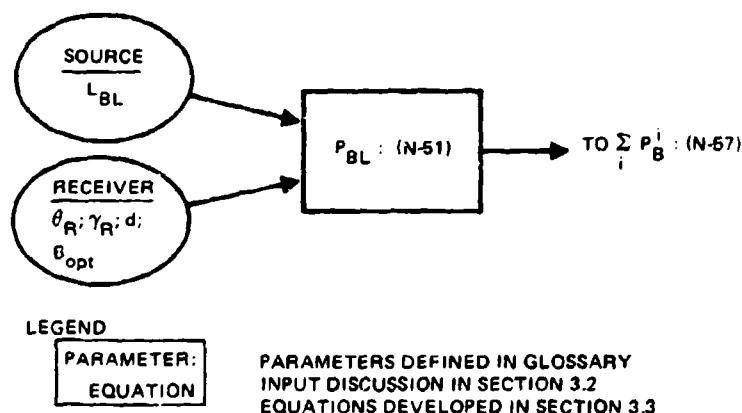 SOURCE
L_BL
RECEIVER
θ_R; γ_R; d;
B_opt
P_BL : (N-51)
TO Σ_i P_B^i : (N-57)
LEGEND
PARAMETER:
EQUATION
PARAMETERS DEFINED IN GLOSSARY
INPUT DISCUSSION IN SECTION 3.2
EQUATIONS DEVELOPED IN SECTION 3.3